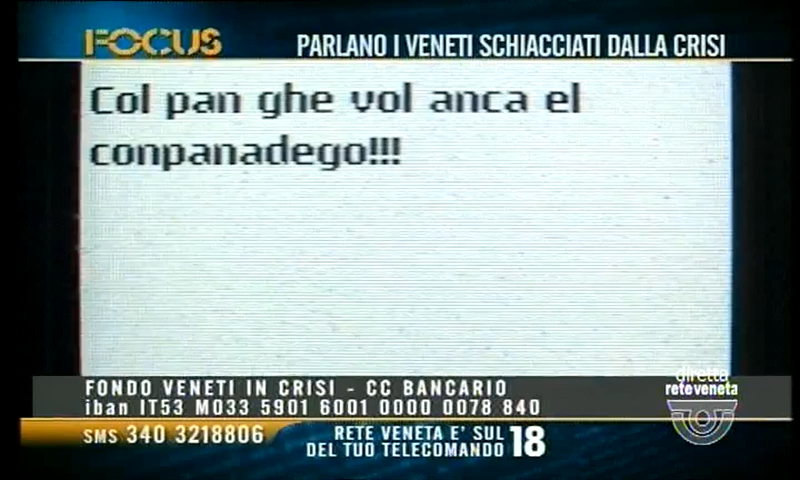 FOCUS
PARLANO I VENETI SCHIACCIATI DALLA CRISI
Col pan ghe vol anca el
conpanadego!!!
FONDO VENETI IN CRISI - CC BANCARIO
iban IT53 M033 5901 6001 0000 0078 840
diretta
reteveneta
SMS 340 3218806
RETE VENETA E' SUL
DEL TUO TELECOMANDO 18